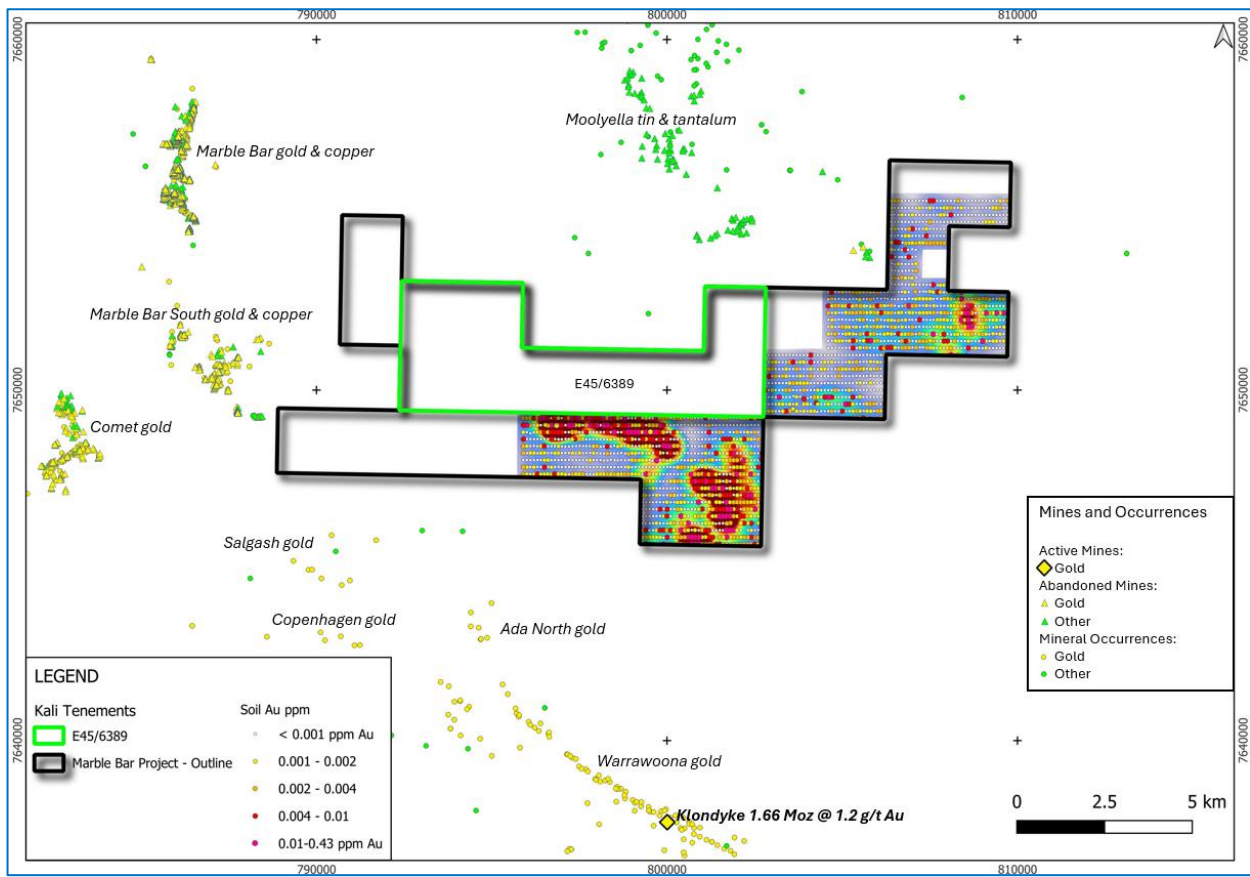 790000
800000
810000
7660000
7660000
Moolyella tin & tantalum
Marble Bar gold & copper
Marble Bar South gold & copper
7650000
E45/6389
7650000
Comet gold
Mines and Occurrences
Active Mines:
Gold
Abandoned Mines:
Gold
Other
Mineral Occurrences:
Gold
Other
Salgash gold
Copenhagen gold
Ada North gold
LEGEND
Kali Tenements
E45/6389
Marble Bar Project - Outline
Soil Au ppm
< 0.001 ppm Au
0.001 - 0.002
0.002 - 0.004
0.004 - 0.01
0.01-0.43 ppm Au
7640000
7640000
Warrawoona gold
Klondyke 1.66 Moz @ 1.2 g/t Au
0 2.5 5 km
790000
800000
810000